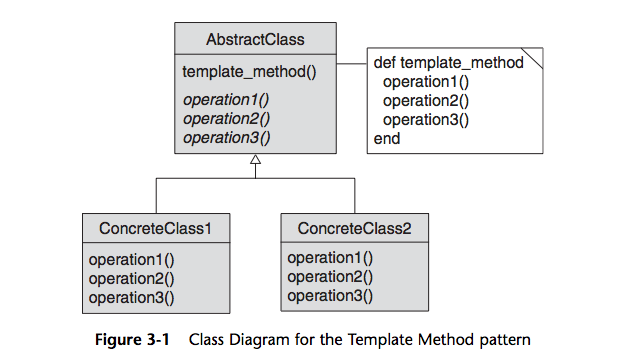 AbstractClass
template_method()
operation1()
operation2()
operation3()
def template_method
operation1()
operation2()
operation3()
end
ConcreteClass1
operation1()
operation2()
operation3()
ConcreteClass2
operation1()
operation2()
operation3()
Figure 3-1 Class Diagram for the Template Method pattern